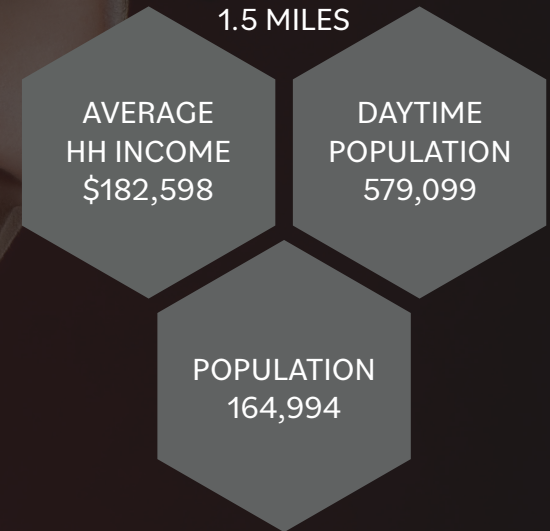 1.5 MILES
AVERAGE
HH INCOME
$182,598
DAYTIME
POPULATION
579,099
POPULATION
164,994